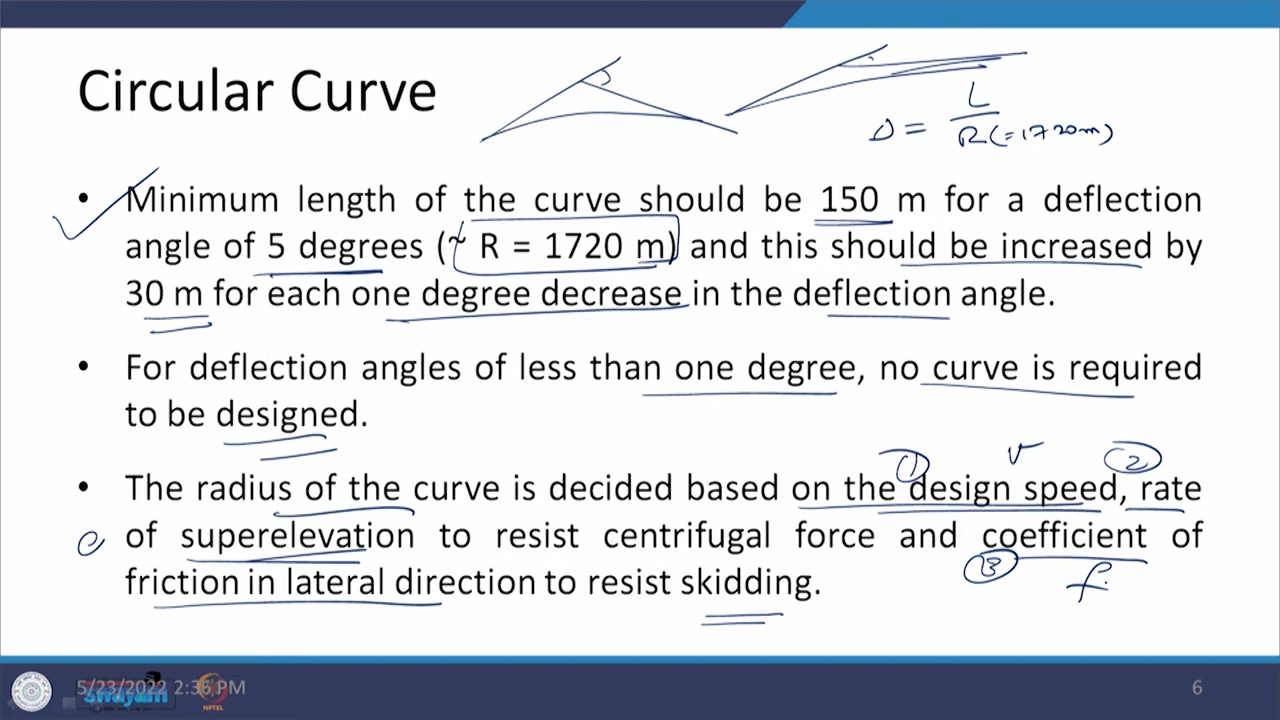 Circular Curve
D = L / R (=1720m)
• Minimum length of the curve should be 150 m for a deflection
angle of 5 degrees (~ R = 1720 m) and this should be increased by
30 m for each one degree decrease in the deflection angle.
• For deflection angles of less than one degree, no curve is required
to be designed.
1 v 2
• The radius of the curve is decided based on the design speed, rate
e of superelevation to resist centrifugal force and coefficient of
3 f
friction in lateral direction to resist skidding.
5/23/2022 2:36 PM
swayam
NPTEL
6